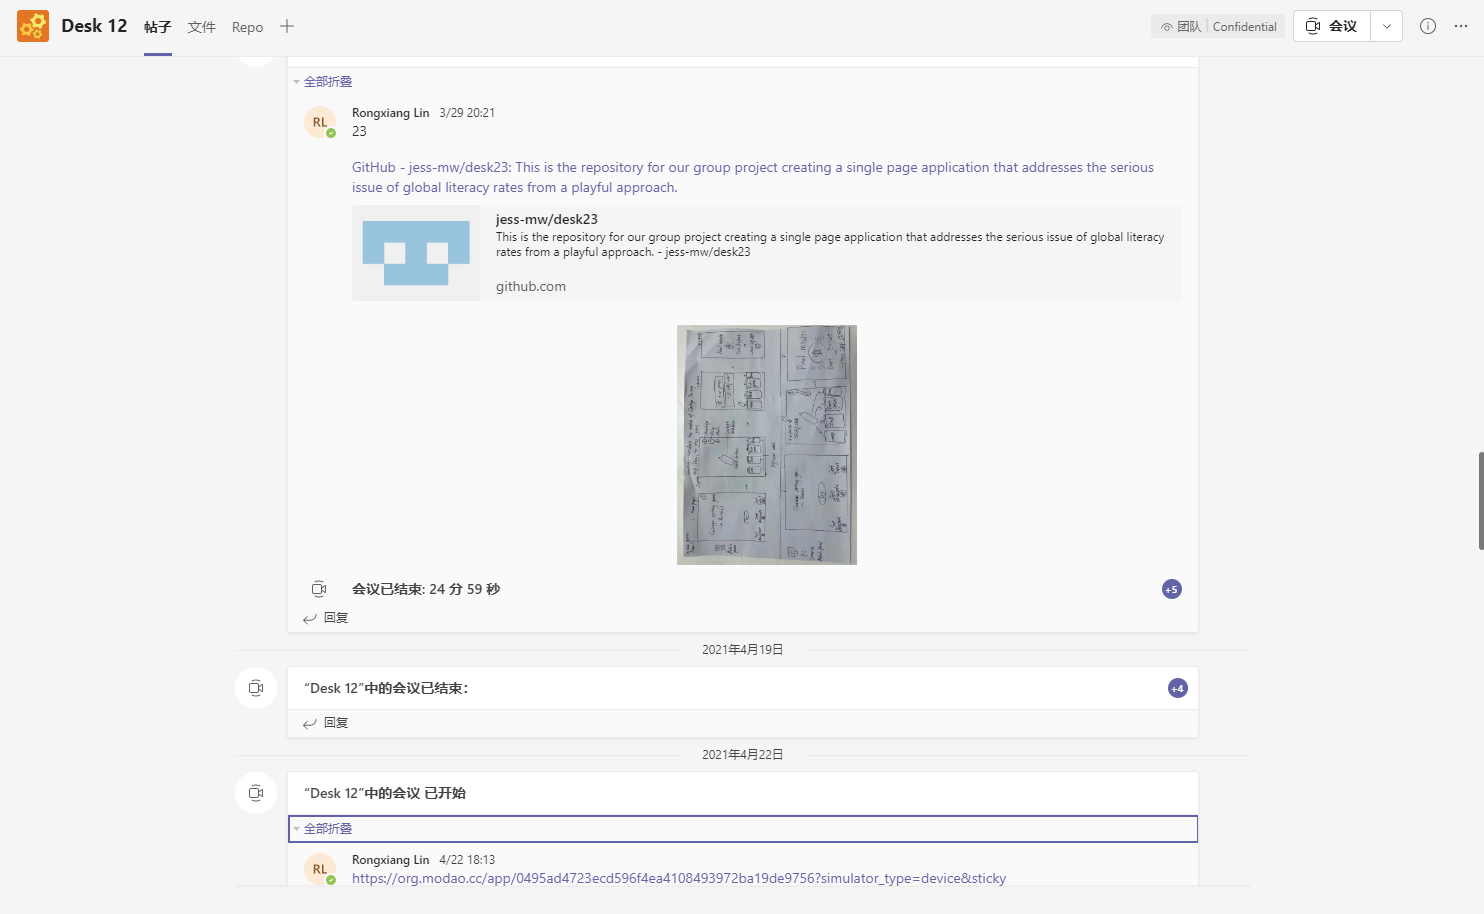 Desk 12 帖子 文件 Repo 团队 Confidential 会议
全部折叠
RL Rongxiang Lin 3/29 20:21
23
GitHub - jess-mw/desk23: This is the repository for our group project creating a single page application that addresses the serious
issue of global literacy rates from a playful approach.
jess-mw/desk23
This is the repository for our group project creating a single page application that addresses the serious issue of global literacy
rates from a playful approach. - jess-mw/desk23
github.com
会议已结束: 24 分 59 秒 +5
回复
2021年4月19日
“Desk 12”中的会议已结束: +4
回复
2021年4月22日
“Desk 12”中的会议 已开始
全部折叠
RL Rongxiang Lin 4/22 18:13
https://org.modao.cc/app/0495ad4723ecd596f4ea4108493972ba19de9756?simulator_type=device&sticky